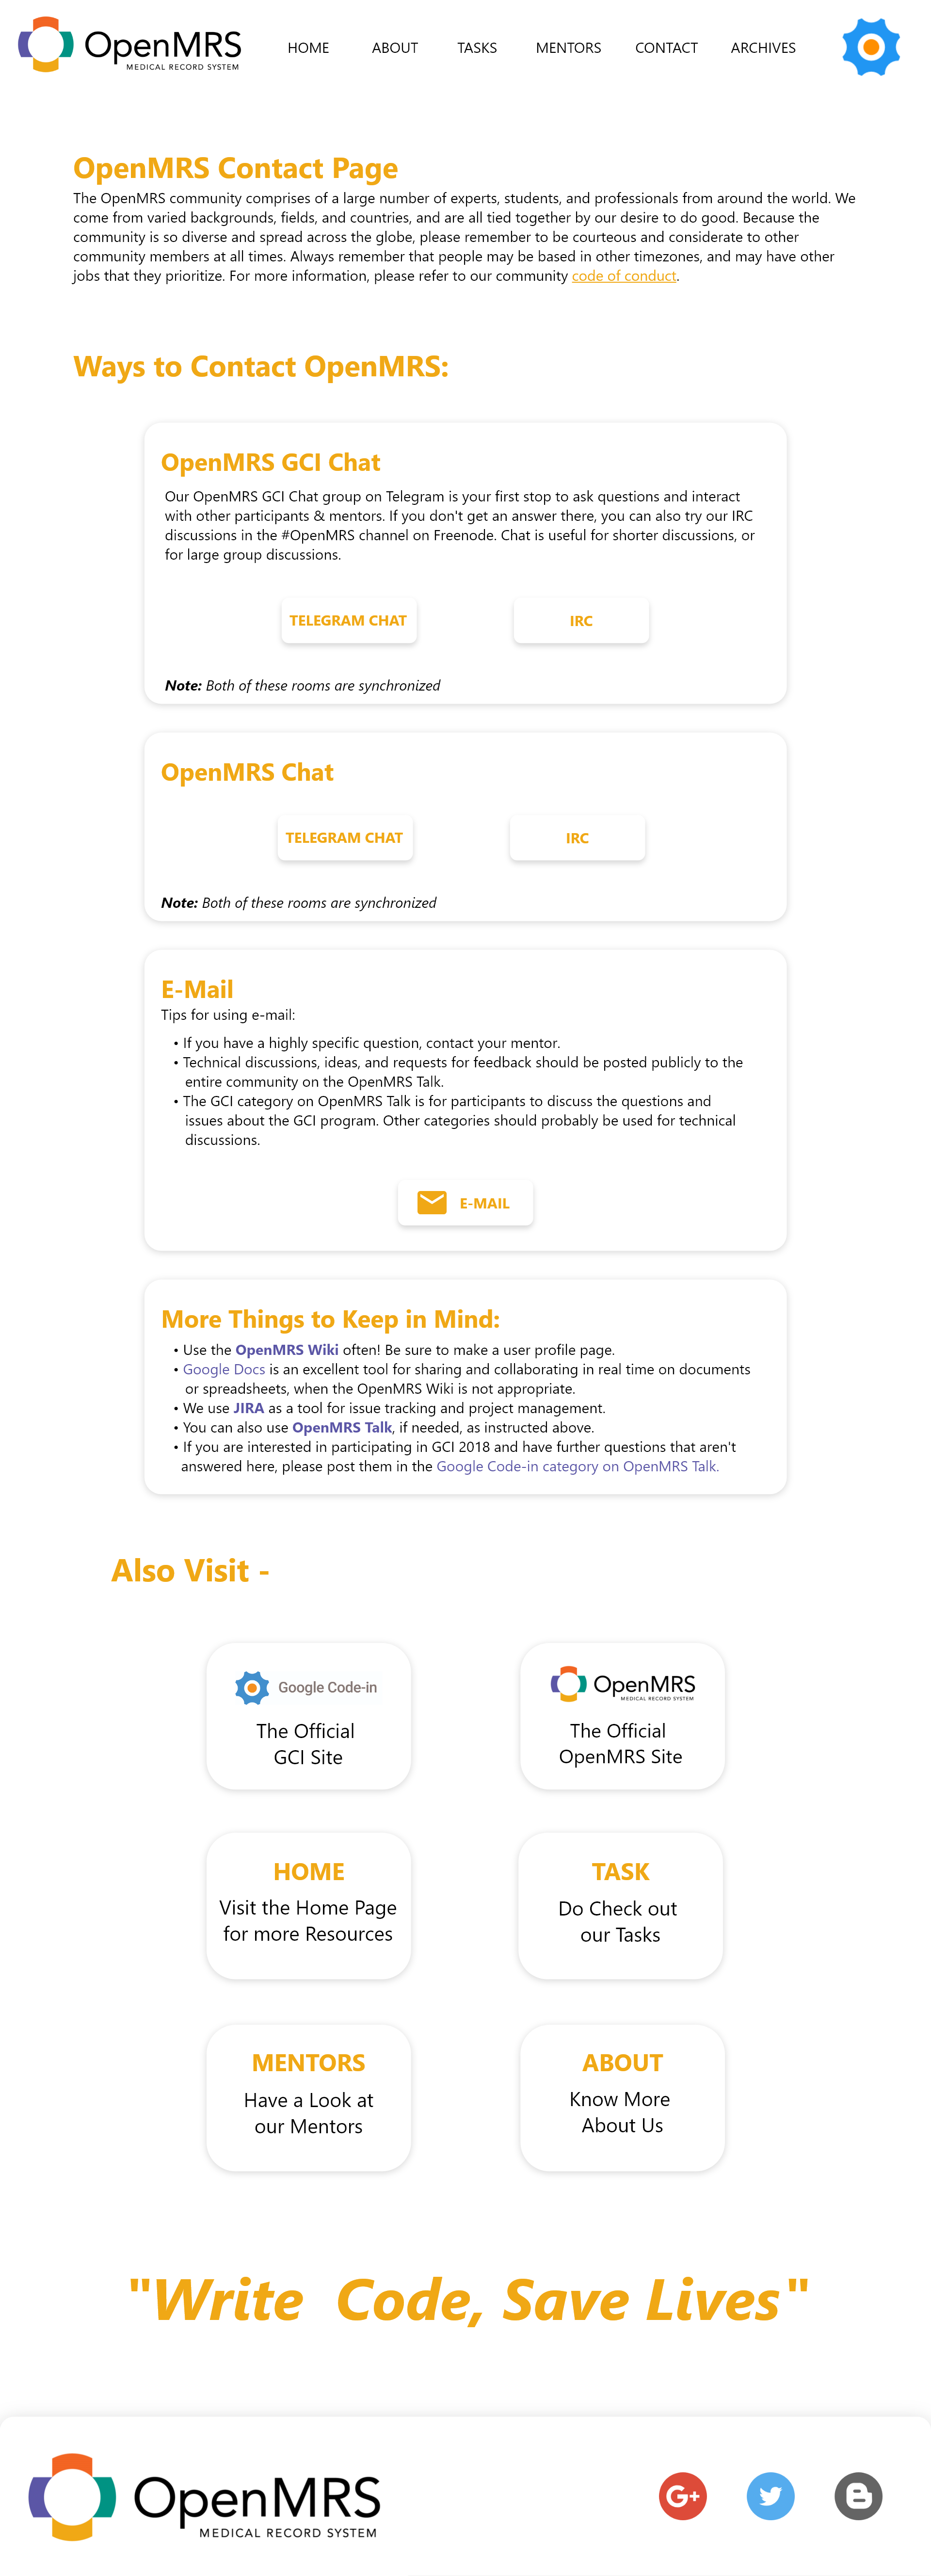 OpenMRS
MEDICAL RECORD SYSTEM
HOME ABOUT TASKS MENTORS CONTACT ARCHIVES
OpenMRS Contact Page
The OpenMRS community comprises of a large number of experts, students, and professionals from around the world. We
come from varied backgrounds, fields, and countries, and are all tied together by our desire to do good. Because the
community is so diverse and spread across the globe, please remember to be courteous and considerate to other
community members at all times. Always remember that people may be based in other timezones, and may have other
jobs that they prioritize. For more information, please refer to our community code of conduct.
Ways to Contact OpenMRS:
OpenMRS GCI Chat
Our OpenMRS GCI Chat group on Telegram is your first stop to ask questions and interact
with other participants & mentors. If you don't get an answer there, you can also try our IRC
discussions in the #OpenMRS channel on Freenode. Chat is useful for shorter discussions, or
for large group discussions.
TELEGRAM CHAT IRC
Note: Both of these rooms are synchronized
OpenMRS Chat
TELEGRAM CHAT IRC
Note: Both of these rooms are synchronized
E-Mail
Tips for using e-mail:
• If you have a highly specific question, contact your mentor.
• Technical discussions, ideas, and requests for feedback should be posted publicly to the
entire community on the OpenMRS Talk.
• The GCI category on OpenMRS Talk is for participants to discuss the questions and
issues about the GCI program. Other categories should probably be used for technical
discussions.
E-MAIL
More Things to Keep in Mind:
• Use the OpenMRS Wiki often! Be sure to make a user profile page.
• Google Docs is an excellent tool for sharing and collaborating in real time on documents
or spreadsheets, when the OpenMRS Wiki is not appropriate.
• We use JIRA as a tool for issue tracking and project management.
• You can also use OpenMRS Talk, if needed, as instructed above.
• If you are interested in participating in GCI 2018 and have further questions that aren't
answered here, please post them in the Google Code-in category on OpenMRS Talk.
Also Visit -
Google Code-in
The Official
GCI Site
OpenMRS
MEDICAL RECORD SYSTEM
The Official
OpenMRS Site
HOME
Visit the Home Page
for more Resources
TASK
Do Check out
our Tasks
MENTORS
Have a Look at
our Mentors
ABOUT
Know More
About Us
"Write Code, Save Lives"
OpenMRS
MEDICAL RECORD SYSTEM
G+